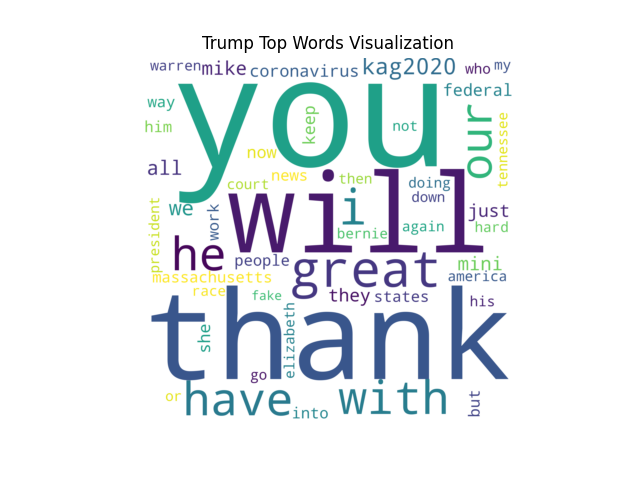 Trump Top Words Visualization
warren mike coronavirus kag2020 who my
way you federal
him keep not our tennessee
all now news then doing
court down
we work will i just
president bernie again hard
he people great mini
massachusetts america
race fake they states his
she elizabeth thank
go
or have into with but